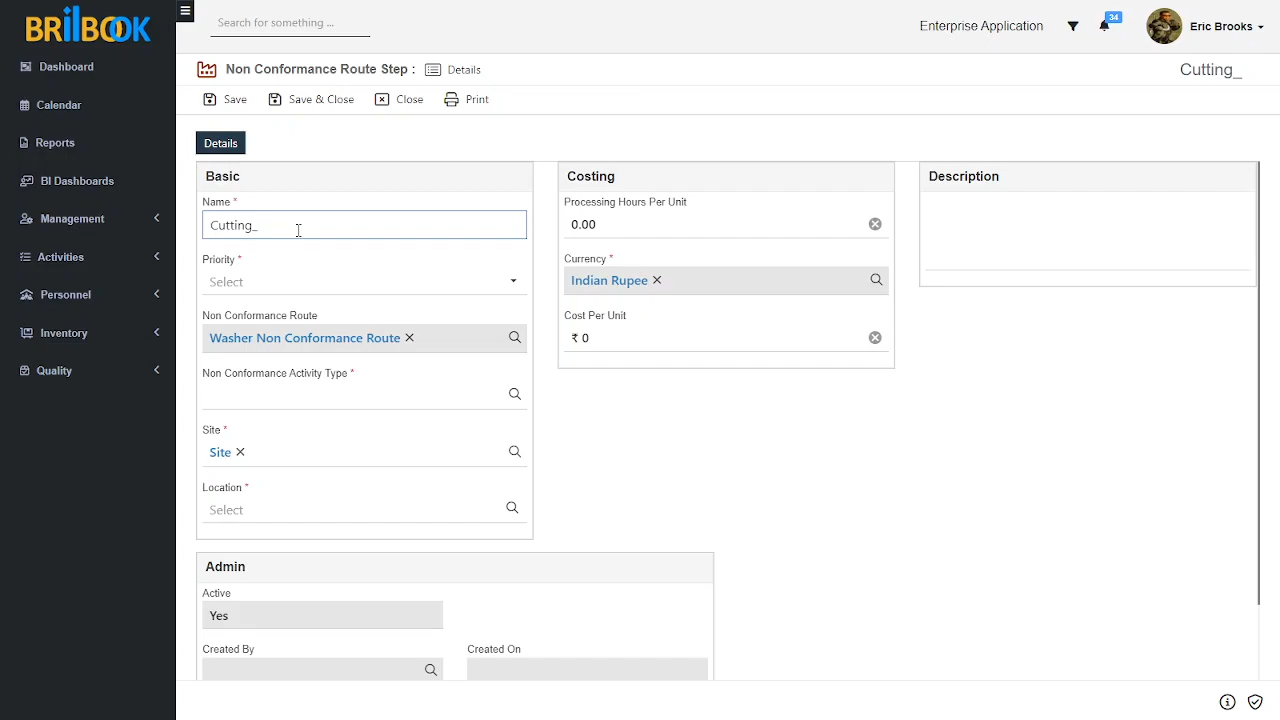 BRILBOOK
Search for something ...
Enterprise Application
34
Eric Brooks
Dashboard
Calendar
Reports
BI Dashboards
Management
Activities
Personnel
Inventory
Quality
Non Conformance Route Step :
Details
Cutting_
Save
Save & Close
Close
Print
Details
Basic
Name *
Cutting_
Priority *
Select
Non Conformance Route
Washer Non Conformance Route
Non Conformance Activity Type *
Site *
Site
Location *
Select
Costing
Processing Hours Per Unit
0.00
Currency *
Indian Rupee
Cost Per Unit
₹ 0
Description
Admin
Active
Yes
Created By
Created On